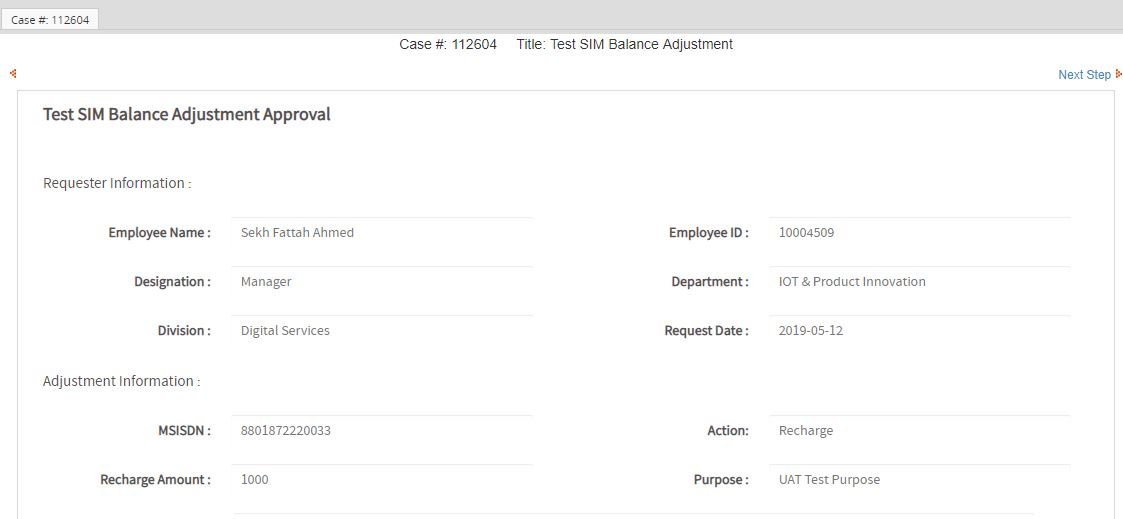 Case #: 112604
Case #: 112604 Title: Test SIM Balance Adjustment
Next Step
Test SIM Balance Adjustment Approval
Requester Information :
Employee Name : Sekh Fattah Ahmed Employee ID : 10004509
Designation : Manager Department : IOT & Product Innovation
Division : Digital Services Request Date : 2019-05-12
Adjustment Information :
MSISDN : 8801872220033 Action: Recharge
Recharge Amount : 1000 Purpose : UAT Test Purpose